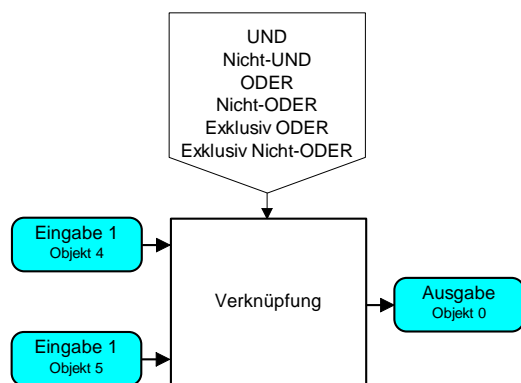 UND
Nicht-UND
ODER
Nicht-ODER
Exklusiv ODER
Exklusiv Nicht-ODER
Eingabe 1
Objekt 4
Verknüpfung
Ausgabe
Objekt 0
Eingabe 1
Objekt 5